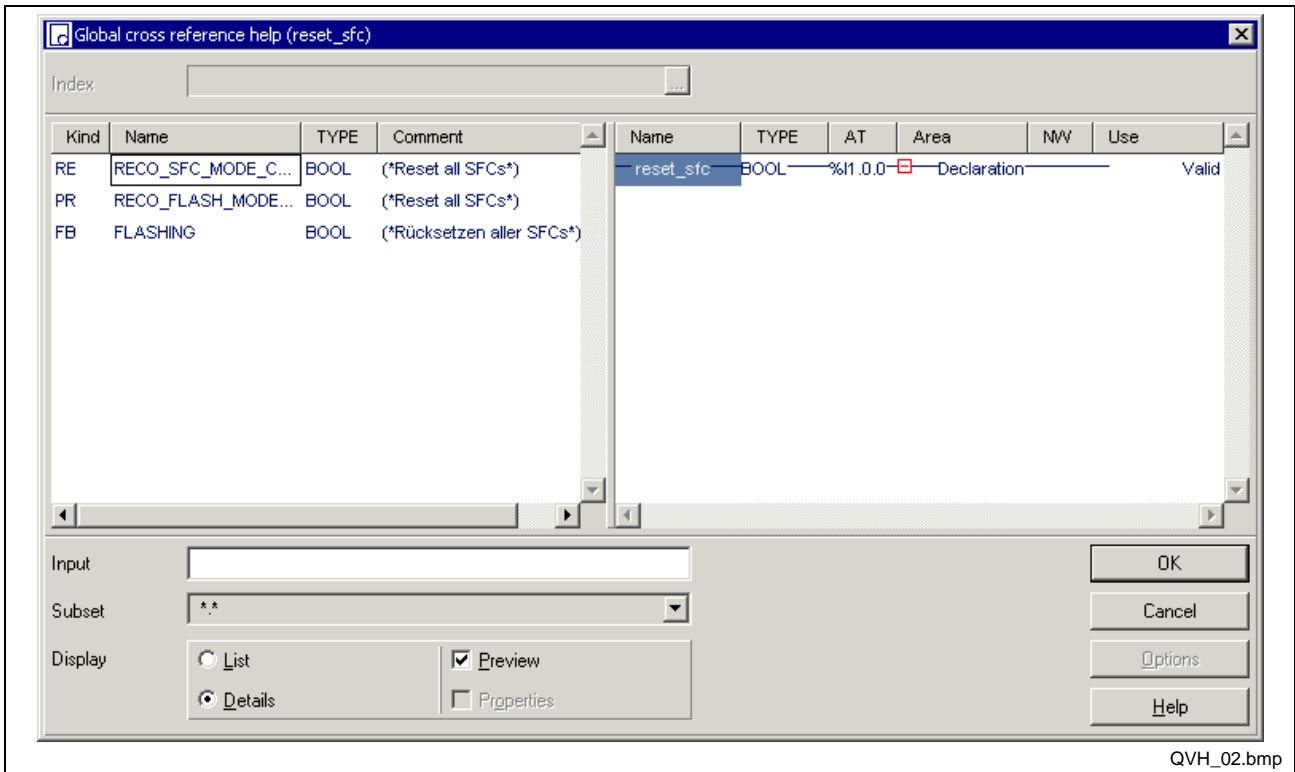 Global cross reference help (reset_sfc)
Index ...
Kind Name TYPE Comment Name TYPE AT Area NW Use
RE RECO_SFC_MODE_C... BOOL (*Reset all SFCs*) reset_sfc BOOL %I1.0.0 Declaration Valid
PR RECO_FLASH_MODE... BOOL (*Reset all SFCs*)
FB FLASHING BOOL (*Rücksetzen aller SFCs*)
Input OK
Subset *.* Cancel
Display List Preview Options
Details Properties Help
QVH_02.bmp